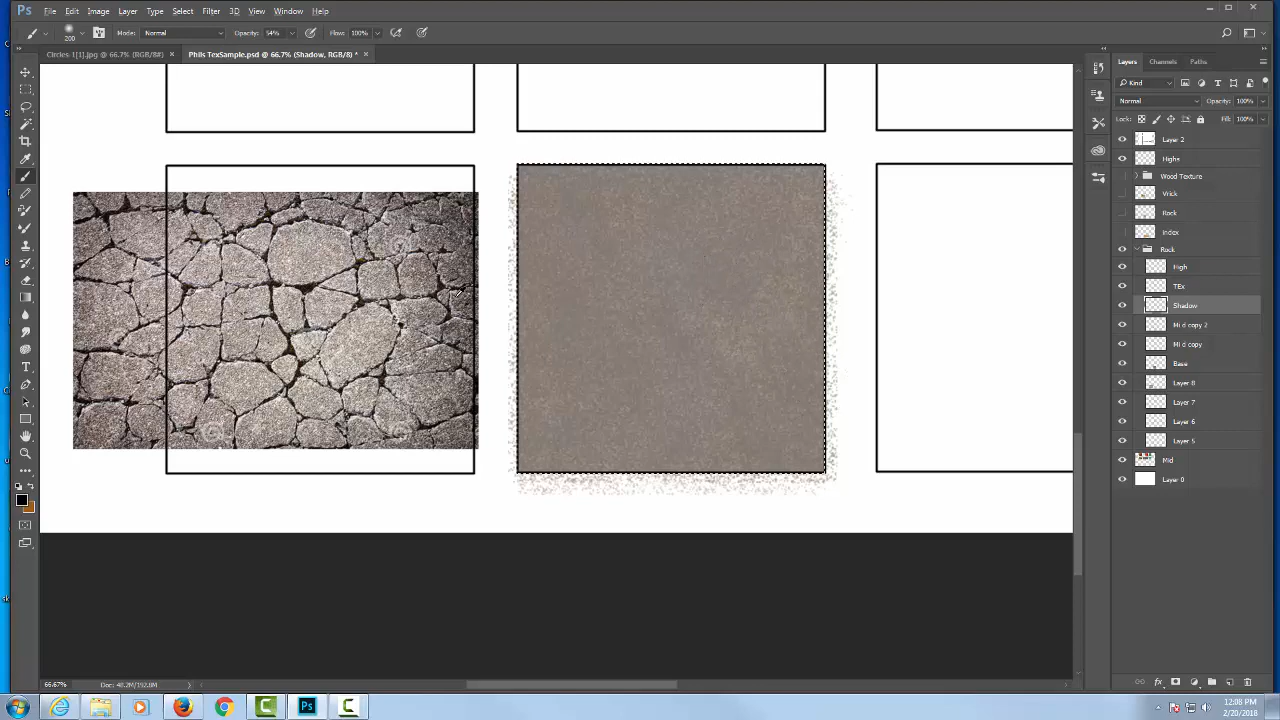 Ps File Edit Image Layer Type Select Filter 3D View Window Help
200 Mode: Normal Opacity: 54% Flow: 100%
Circles 1[1].jpg @ 66.7% (RGB/8#) × Phils TexSample.psd @ 66.7% (Shadow, RGB/8) * ×
Layers Channels Paths
Kind
Normal Opacity: 100%
Lock: Fill: 100%
Layer 2
Highs
Wood Texture
Vrick
Rock
Index
Rock
High
TEX
Shadow
Mi d copy 2
Mi d copy
Base
Layer 8
Layer 7
Layer 6
Layer 5
Mid
Layer 0
66.67% Doc: 48.2M/192.8M
fx
Ps
12:08 PM
2/20/2018